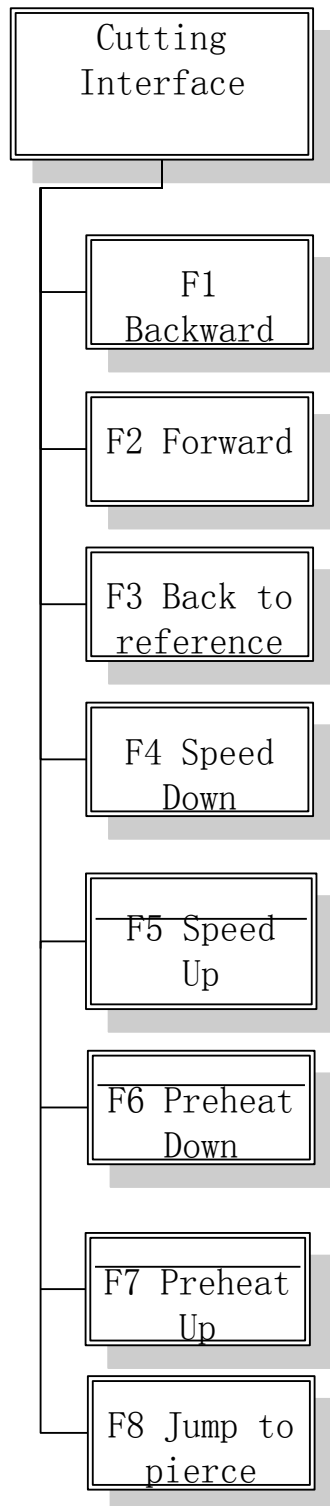 Cutting
Interface
F1
Backward
F2 Forward
F3 Back to
reference
F4 Speed
Down
F5 Speed
Up
F6 Preheat
Down
F7 Preheat
Up
F8 Jump to
pierce